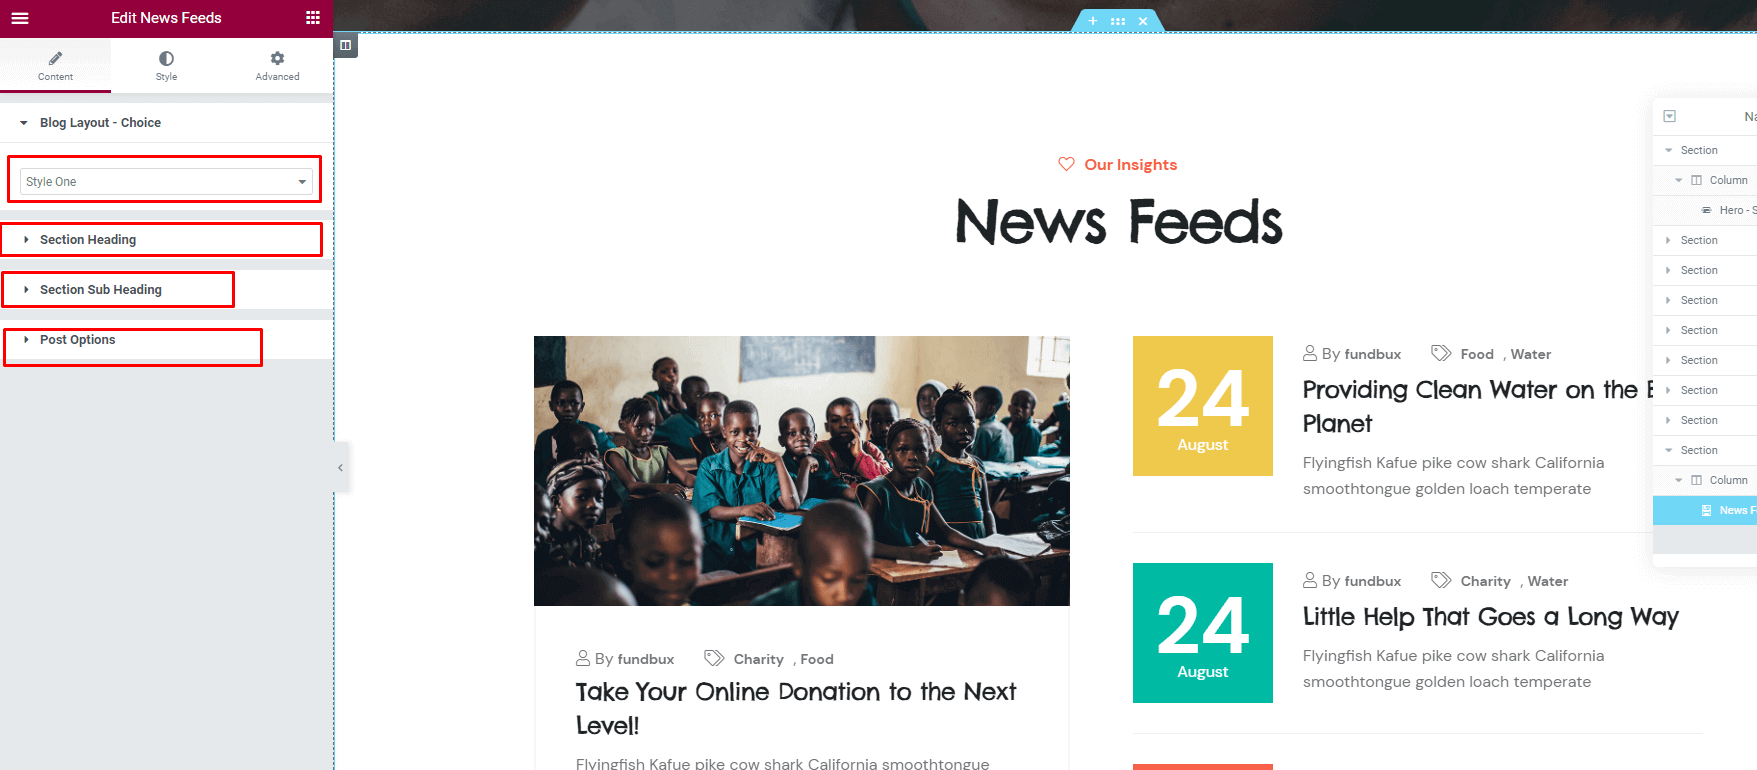 Edit News Feeds
Content
Style
Advanced
Blog Layout - Choice
Style One
Section Heading
Section Sub Heading
Post Options
Our Insights
News Feeds
By fundbux Charity , Food
Take Your Online Donation to the Next
Level!
Flyingfish Kafue pike cow shark California smoothtongue
24
August
By fundbux Food , Water
Providing Clean Water on the
Planet
Flyingfish Kafue pike cow shark California
smoothtongue golden loach temperate
24
August
By fundbux Charity , Water
Little Help That Goes a Long Way
Flyingfish Kafue pike cow shark California
smoothtongue golden loach temperate
Na
Section
Column
Hero - S
Section
Section
Section
Section
Section
Section
Section
Section
Column
News F